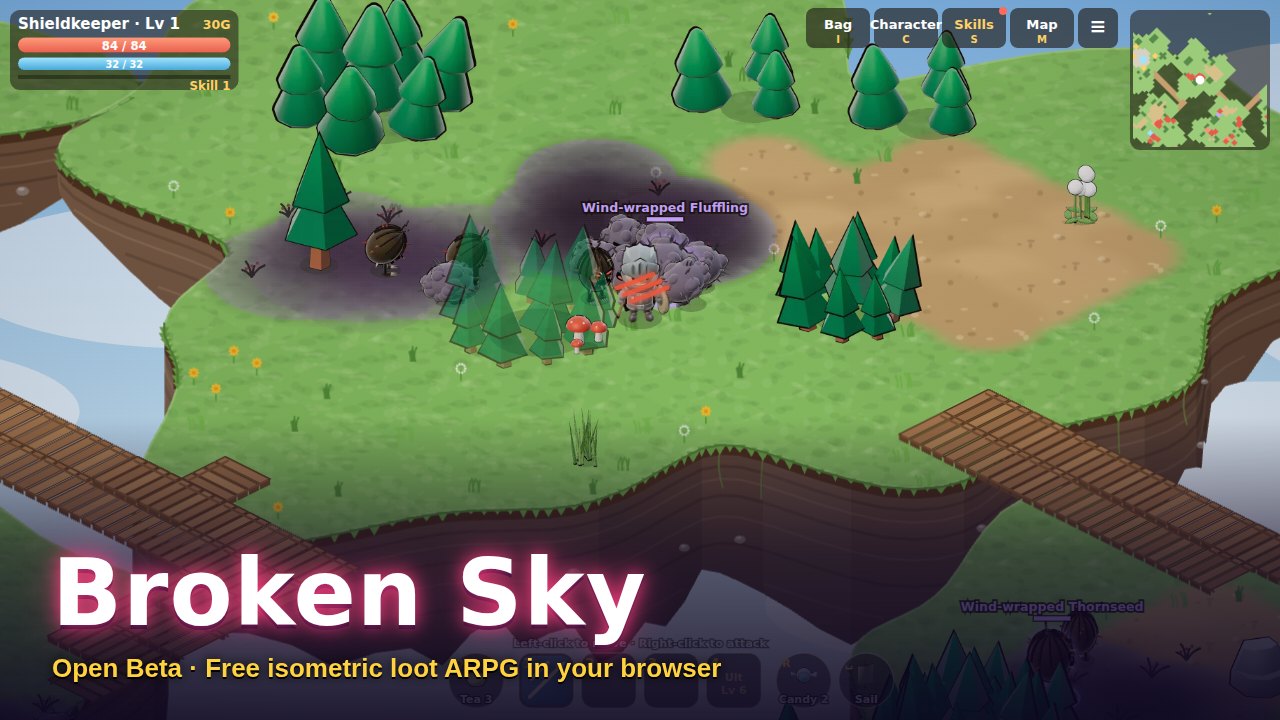 Shieldkeeper · Lv 1 30G
84 / 84
32 / 32
Skill 1
Bag
I
Character
C
Skills
S
Map
M
Wind-wrapped Fluffling
Broken Sky
Wind-wrapped Thornseed
Left-click to move · Right-click to attack
Open Beta · Free isometric loot ARPG in your browser
Tea 3
Ult
Lv 6
R
Candy 2
Sail